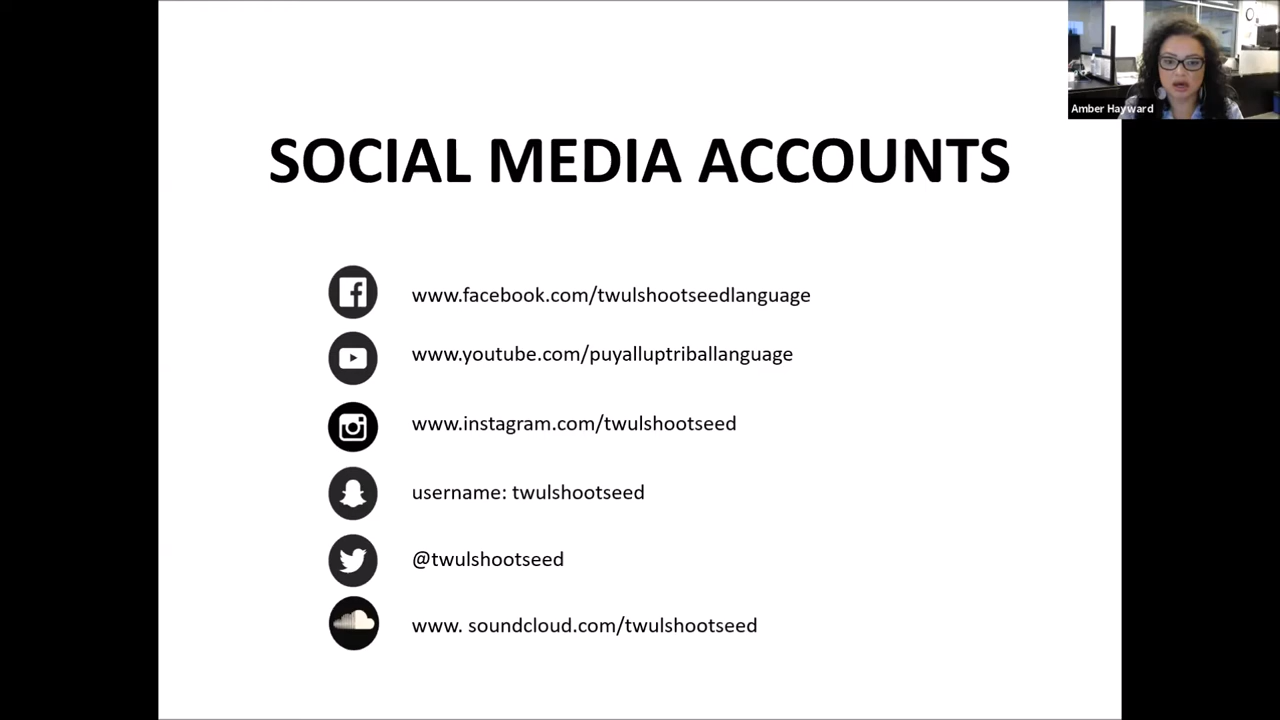 Amber Hayward
SOCIAL MEDIA ACCOUNTS
www.facebook.com/twulshootseedlanguage
www.youtube.com/puyalluptriballanguage
www.instagram.com/twulshootseed
username: twulshootseed
@twulshootseed
www. soundcloud.com/twulshootseed